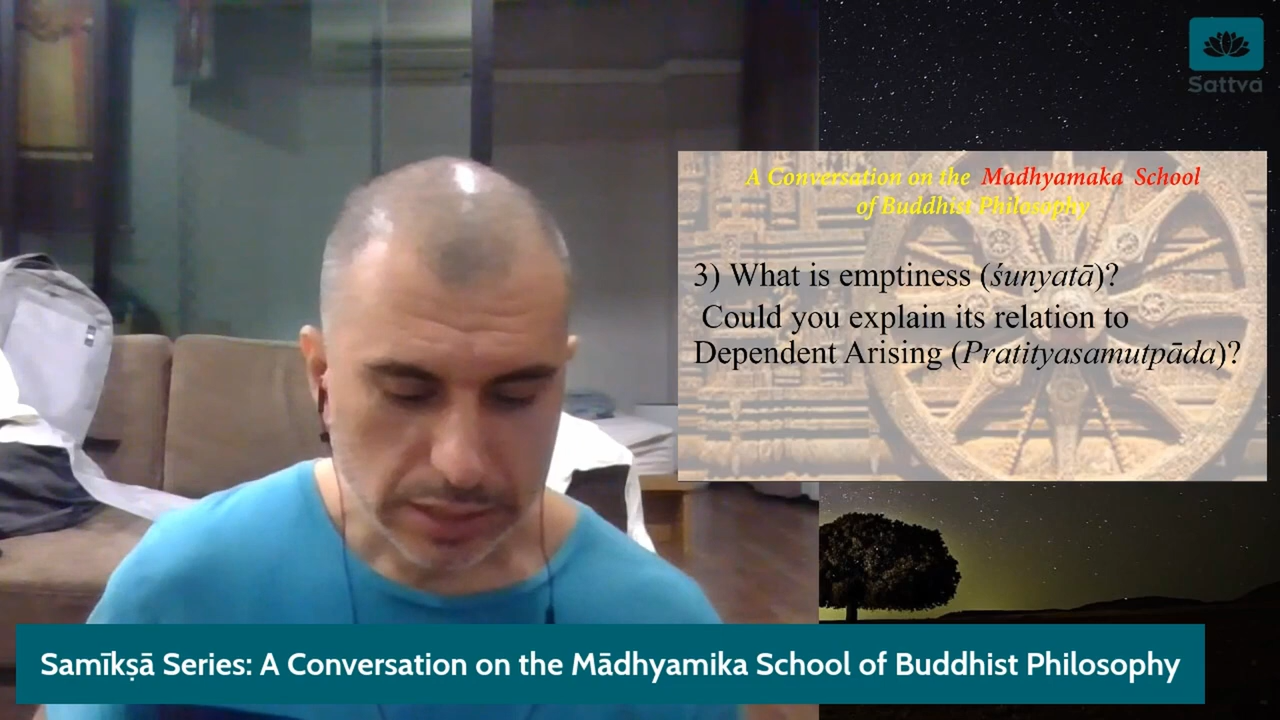 Sattva
A Conversation on the Madhyamaka School
of Buddhist Philosophy
3) What is emptiness (śunyatā)?
Could you explain its relation to
Dependent Arising (Pratityasamutpāda)?
Samīkṣā Series: A Conversation on the Mādhyamika School of Buddhist Philosophy